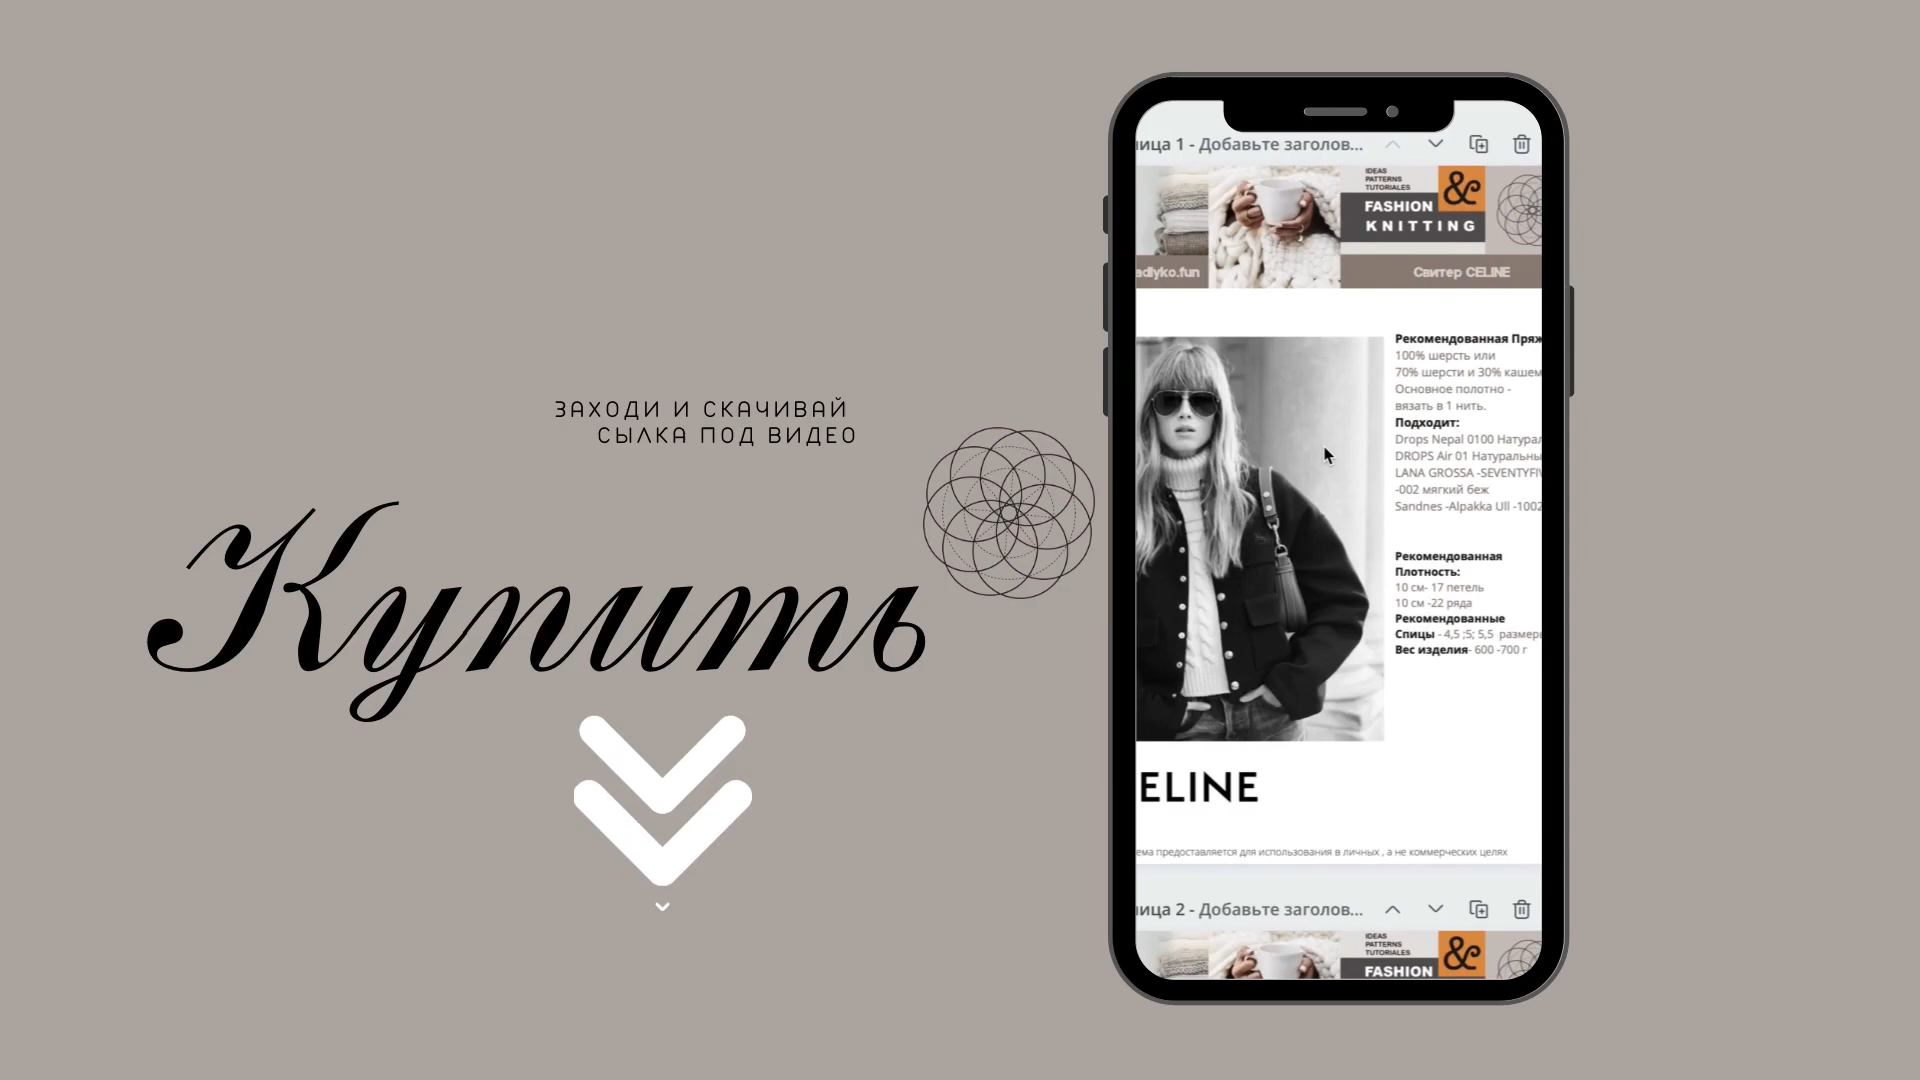 ЗАХОДИ И СКАЧИВАЙ
СЫЛКА ПОД ВИДЕО
Купить
ница 1 - Добавьте заголов...
IDEAS
PATTERNS
TUTORIALES
&
FASHION
KNITTING
adlyko.fun
Свитер CELINE
Рекомендованная Пряж
100% шерсть или
70% шерсти и 30% кашем
Основное полотно -
вязать в 1 нить.
Подходит:
Drops Nepal 0100 Натурал
DROPS Air 01 Натуральны
LANA GROSSA -SEVENTYFIV
-002 мягкий беж
Sandnes -Alpakka Ull -1002
Рекомендованная
Плотность:
10 см- 17 петель
10 см -22 ряда
Рекомендованные
Спицы - 4,5 ;5; 5,5 размеры
Вес изделия- 600 -700 г
ELINE
ема предоставляется для использования в личных , а не коммерческих целях
ница 2 - Добавьте заголов...
IDEAS
PATTERNS
TUTORIALES
&
FASHION